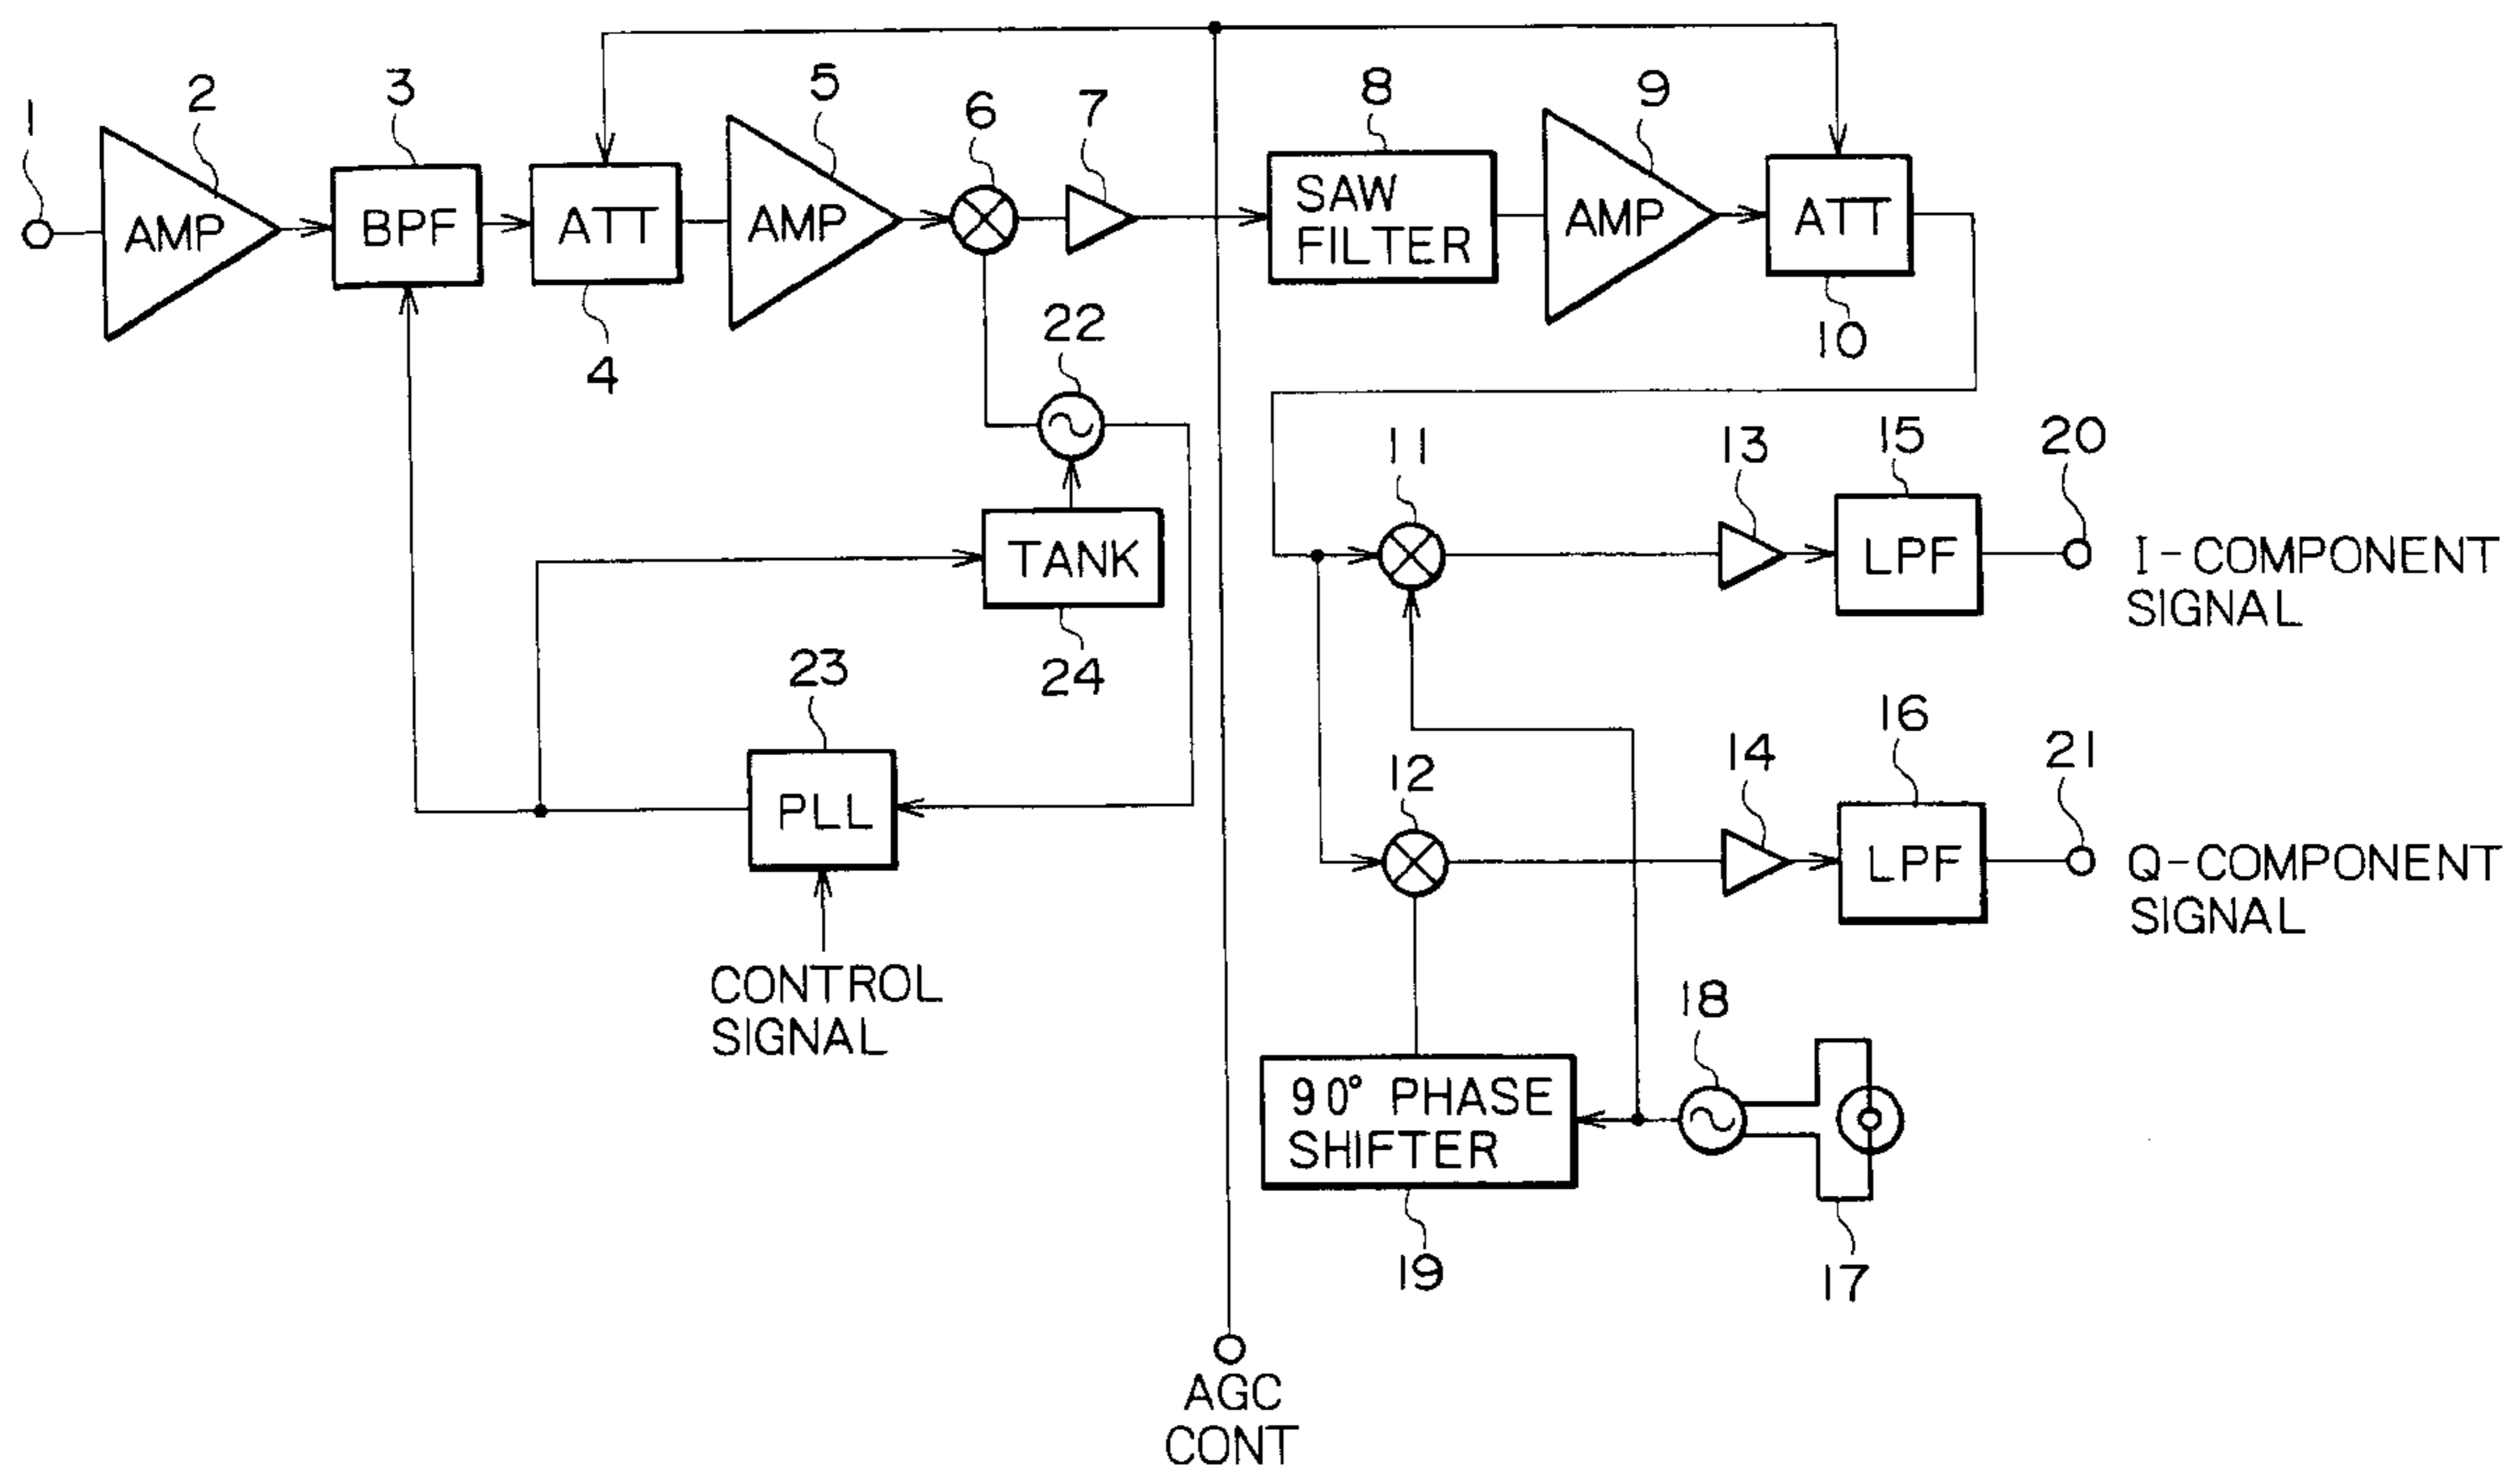 1
2
3
4
5
6
7
8
9
10
AMP
BPF
ATT
AMP
SAW
FILTER
AMP
ATT
22
TANK
24
23
PLL
CONTROL
SIGNAL
11
13
15
20
LPF
I-COMPONENT
SIGNAL
12
14
16
21
LPF
Q-COMPONENT
SIGNAL
18
90° PHASE
SHIFTER
19
17
AGC
CONT